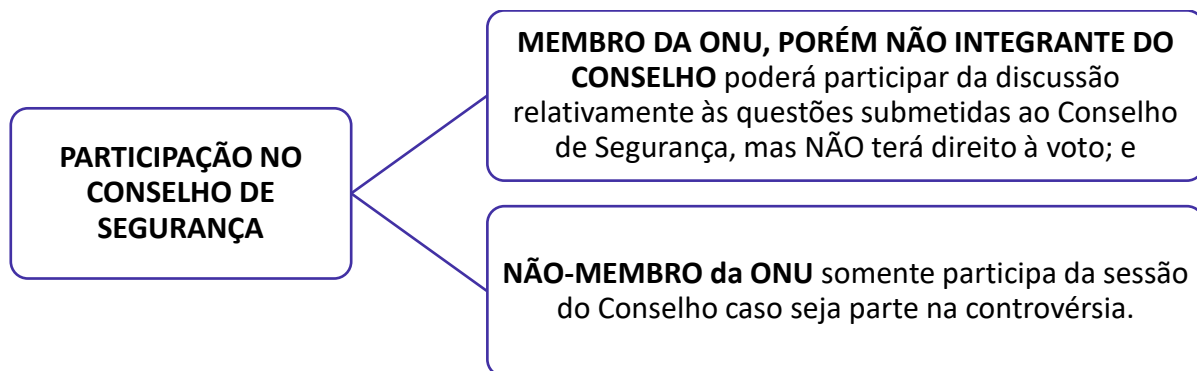 PARTICIPAÇÃO NO
CONSELHO DE
SEGURANÇA
MEMBRO DA ONU, PORÉM NÃO INTEGRANTE DO
CONSELHO poderá participar da discussão
relativamente às questões submetidas ao Conselho
de Segurança, mas NÃO terá direito à voto; e
NÃO-MEMBRO da ONU somente participa da sessão
do Conselho caso seja parte na controvérsia.